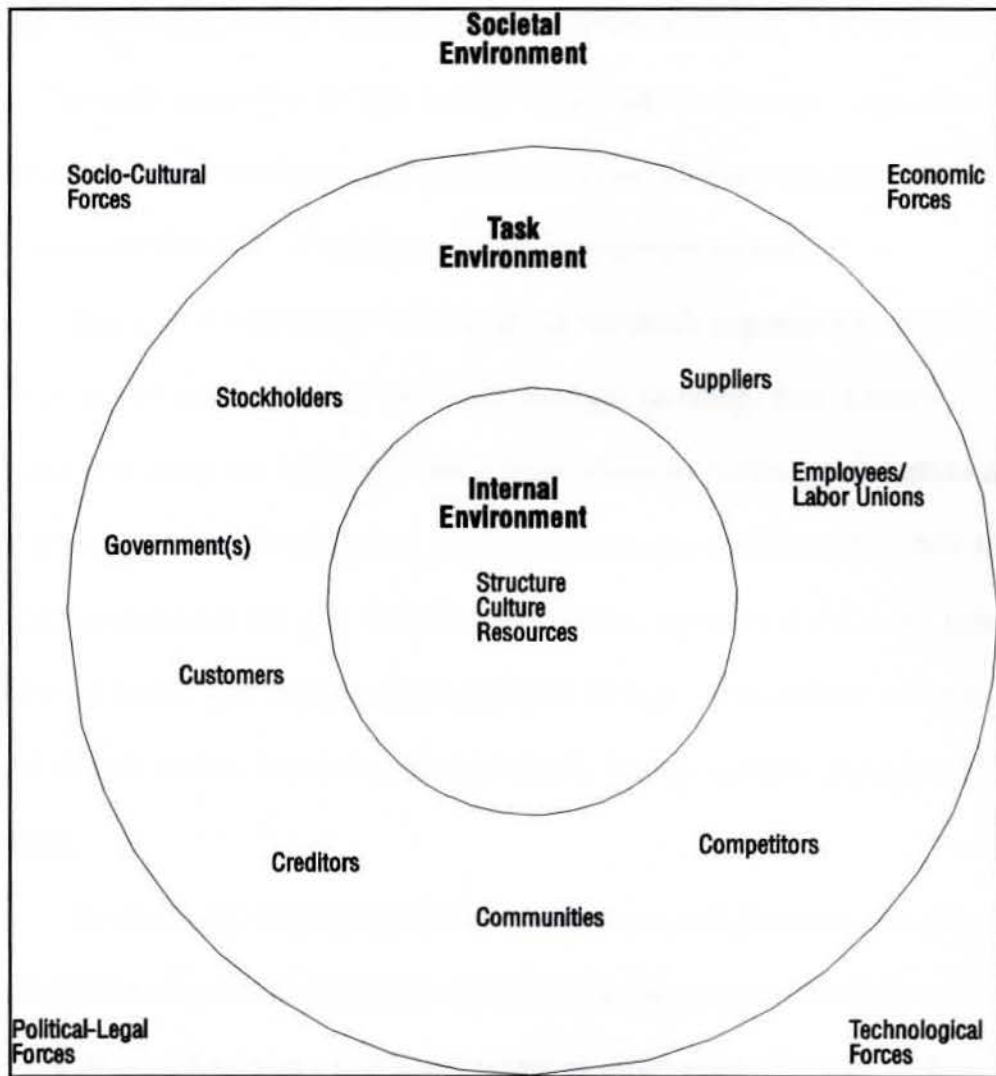 Societal
Environment
Socio-Cultural
Forces
Economic
Forces
Task
Environment
Stockholders
Suppliers
Employees/
Labor Unions
Internal
Environment
Government(s)
Structure
Culture
Resources
Customers
Creditors
Competitors
Communities
Political-Legal
Forces
Technological
Forces